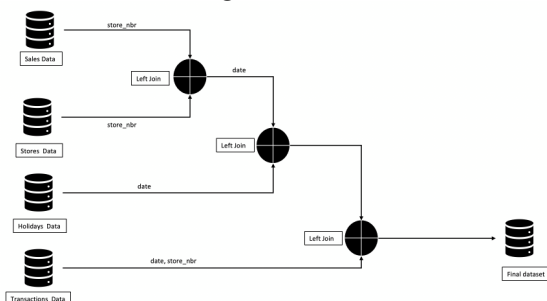 store_nbr
Sales Data
Left Join
date
store_nbr
Stores Data
Left Join
date
Holidays Data
Left Join
date, store_nbr
Final dataset
Transactions Data